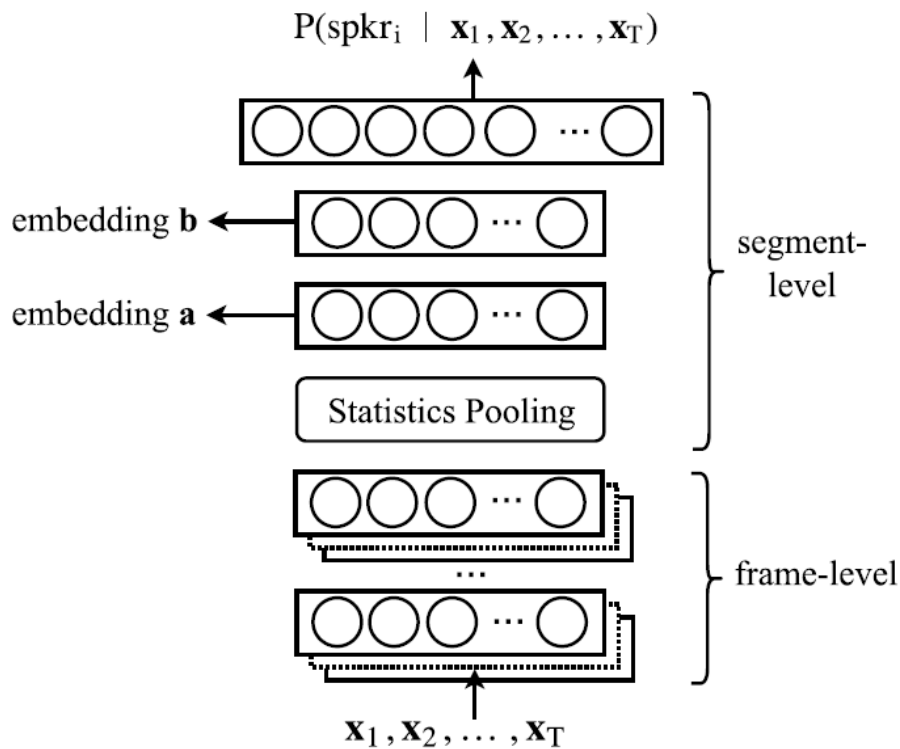 P(spkr_i | x_1, x_2, ..., x_T)
...
embedding b
...
segment-
level
embedding a
...
Statistics Pooling
...
...
frame-level
...
x_1, x_2, ..., x_T